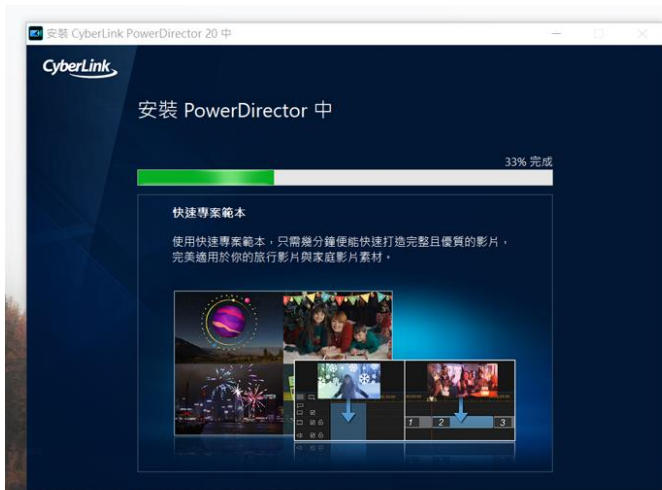 安裝 CyberLink PowerDirector 20 中
CyberLink
安裝 PowerDirector 中
33% 完成
快速專案範本
使用快速專案範本，只需幾分鐘便能快速打造完整且優質的影片，
完美適用於你的旅行影片與家庭影片素材。
1 2 3